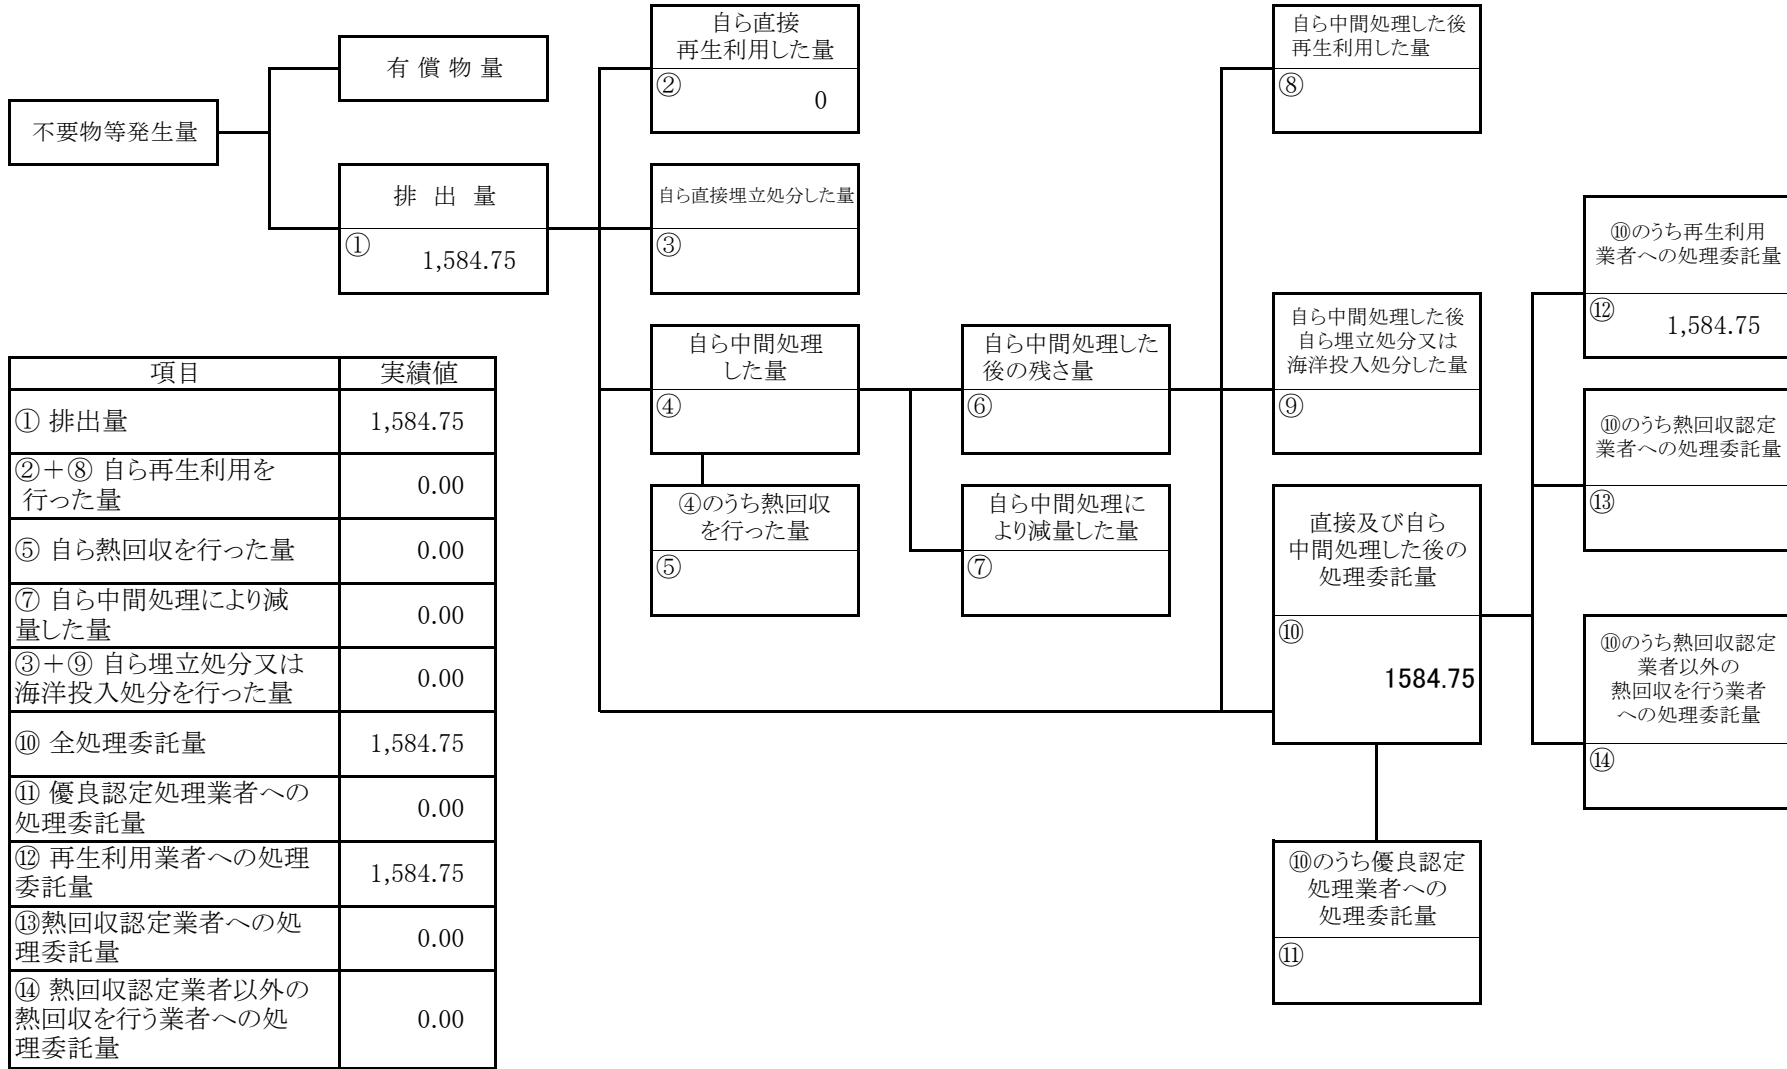 不要物等発生量
有 償 物 量
排 出 量
①
1,584.75
自ら直接
再生利用した量
②
0
自ら直接埋立処分した量
③
自ら中間処理
した量
④
④のうち熱回収
を行った量
⑤
自ら中間処理した
後の残さ量
⑥
自ら中間処理に
より減量した量
⑦
自ら中間処理した後
再生利用した量
⑧
自ら中間処理した後
自ら埋立処分又は
海洋投入処分した量
⑨
直接及び自ら
中間処理した後の
処理委託量
⑩
1584.75
⑩のうち優良認定
処理業者への
処理委託量
⑪
⑩のうち再生利用
業者への処理委託量
⑫
1,584.75
⑩のうち熱回収認定
業者への処理委託量
⑬
⑩のうち熱回収認定
業者以外の
熱回収を行う業者
への処理委託量
⑭
項目 実績値
① 排出量 1,584.75
②+⑧ 自ら再生利用を
行った量 0.00
⑤ 自ら熱回収を行った量 0.00
⑦ 自ら中間処理により減
量した量 0.00
③+⑨ 自ら埋立処分又は
海洋投入処分を行った量 0.00
⑩ 全処理委託量 1,584.75
⑪ 優良認定処理業者への
処理委託量 0.00
⑫ 再生利用業者への処理
委託量 1,584.75
⑬熱回収認定業者への処
理委託量 0.00
⑭ 熱回収認定業者以外の
熱回収を行う業者への処
理委託量 0.00